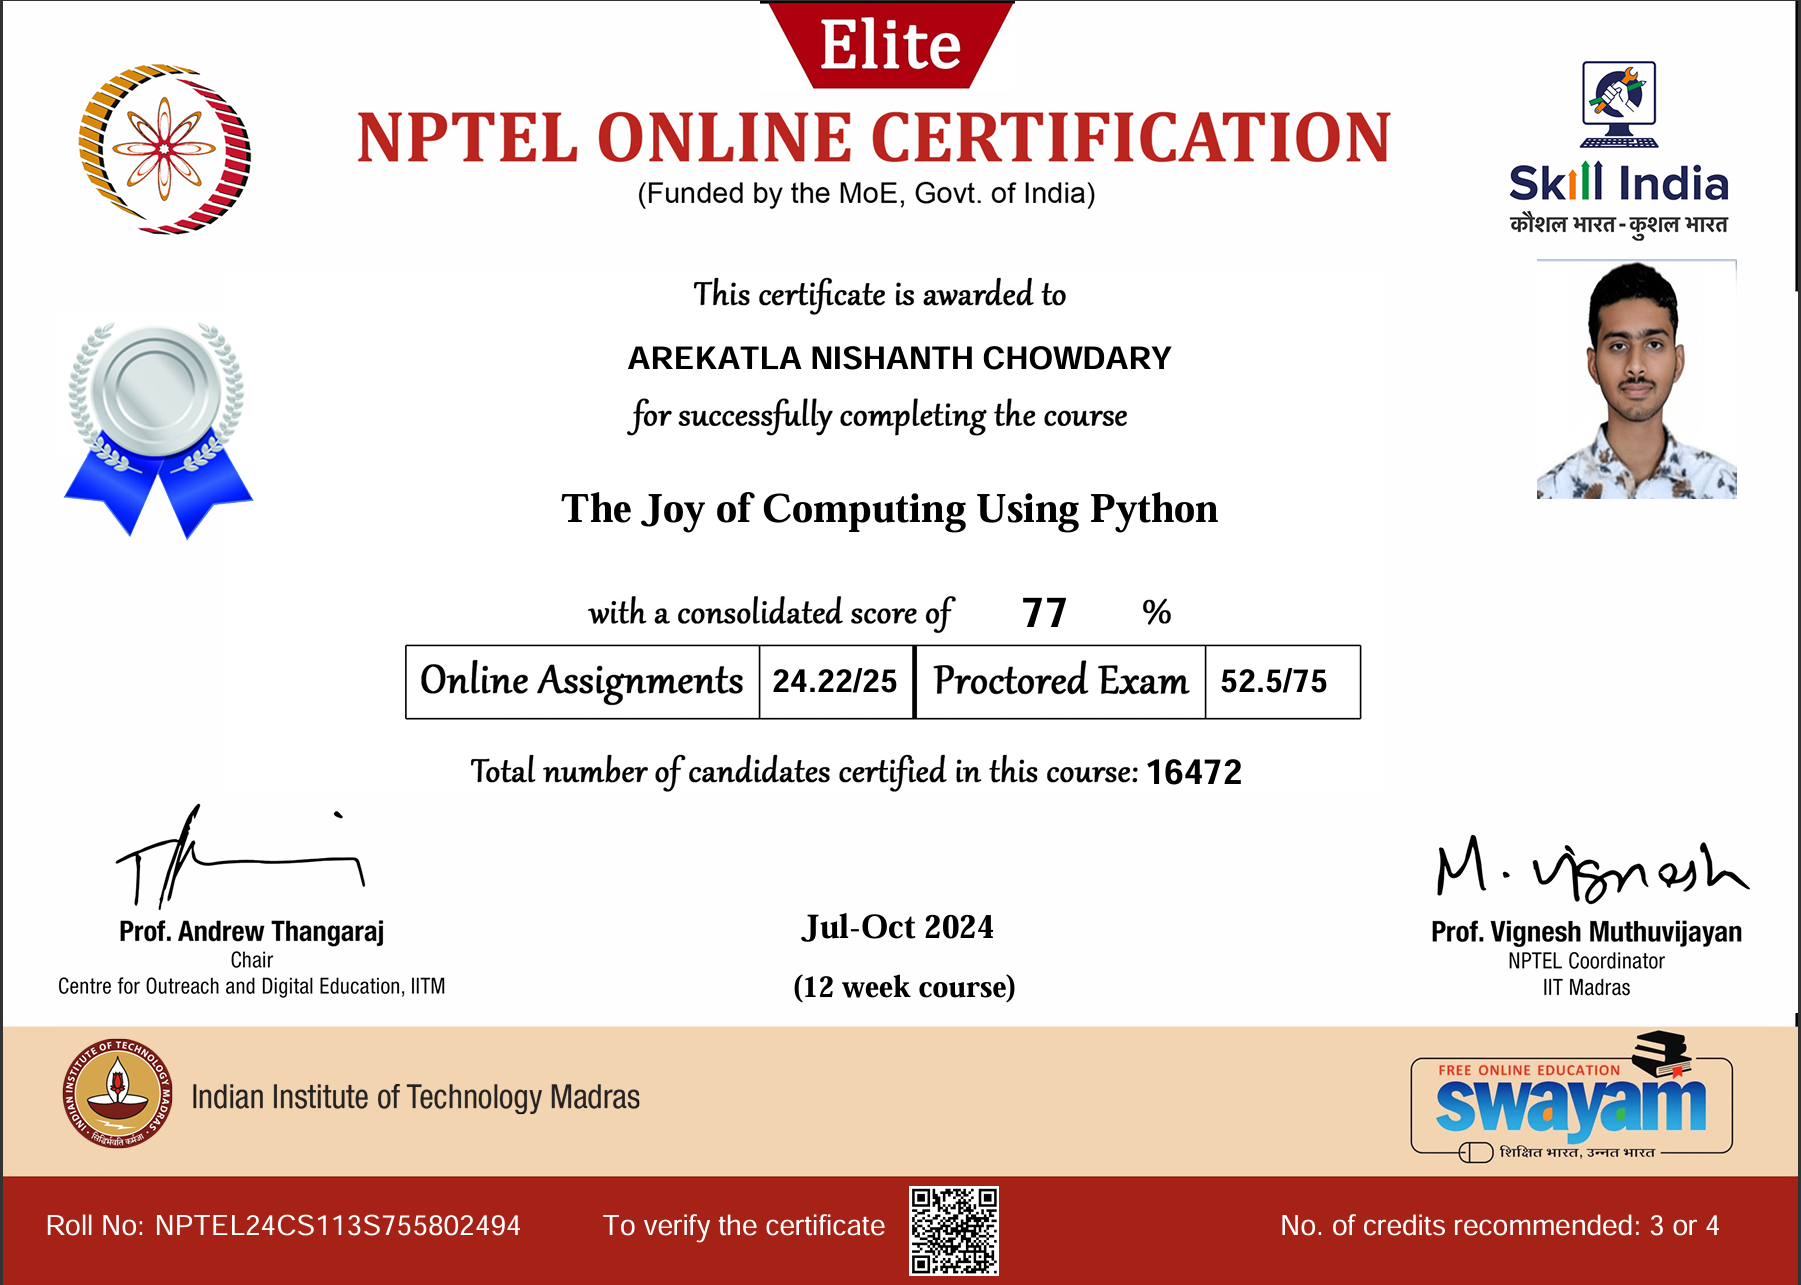 Elite
NPTEL ONLINE CERTIFICATION
(Funded by the MoE, Govt. of India)
Skill India
कौशल भारत - कुशल भारत
This certificate is awarded to
AREKATLA NISHANTH CHOWDARY
for successfully completing the course
The Joy of Computing Using Python
with a consolidated score of 77 %
Online Assignments 24.22/25 Proctored Exam 52.5/75
Total number of candidates certified in this course: 16472
M. Vignesh
Prof. Andrew Thangaraj
Chair
Centre for Outreach and Digital Education, IITM
Jul-Oct 2024
(12 week course)
Prof. Vignesh Muthuvijayan
NPTEL Coordinator
IIT Madras
INDIAN INSTITUTE OF TECHNOLOGY MADRAS
सिद्धिर्भवति कर्मजा
Indian Institute of Technology Madras
FREE ONLINE EDUCATION
swayam
शिक्षित भारत, उन्नत भारत
Roll No: NPTEL24CS113S755802494
To verify the certificate
No. of credits recommended: 3 or 4